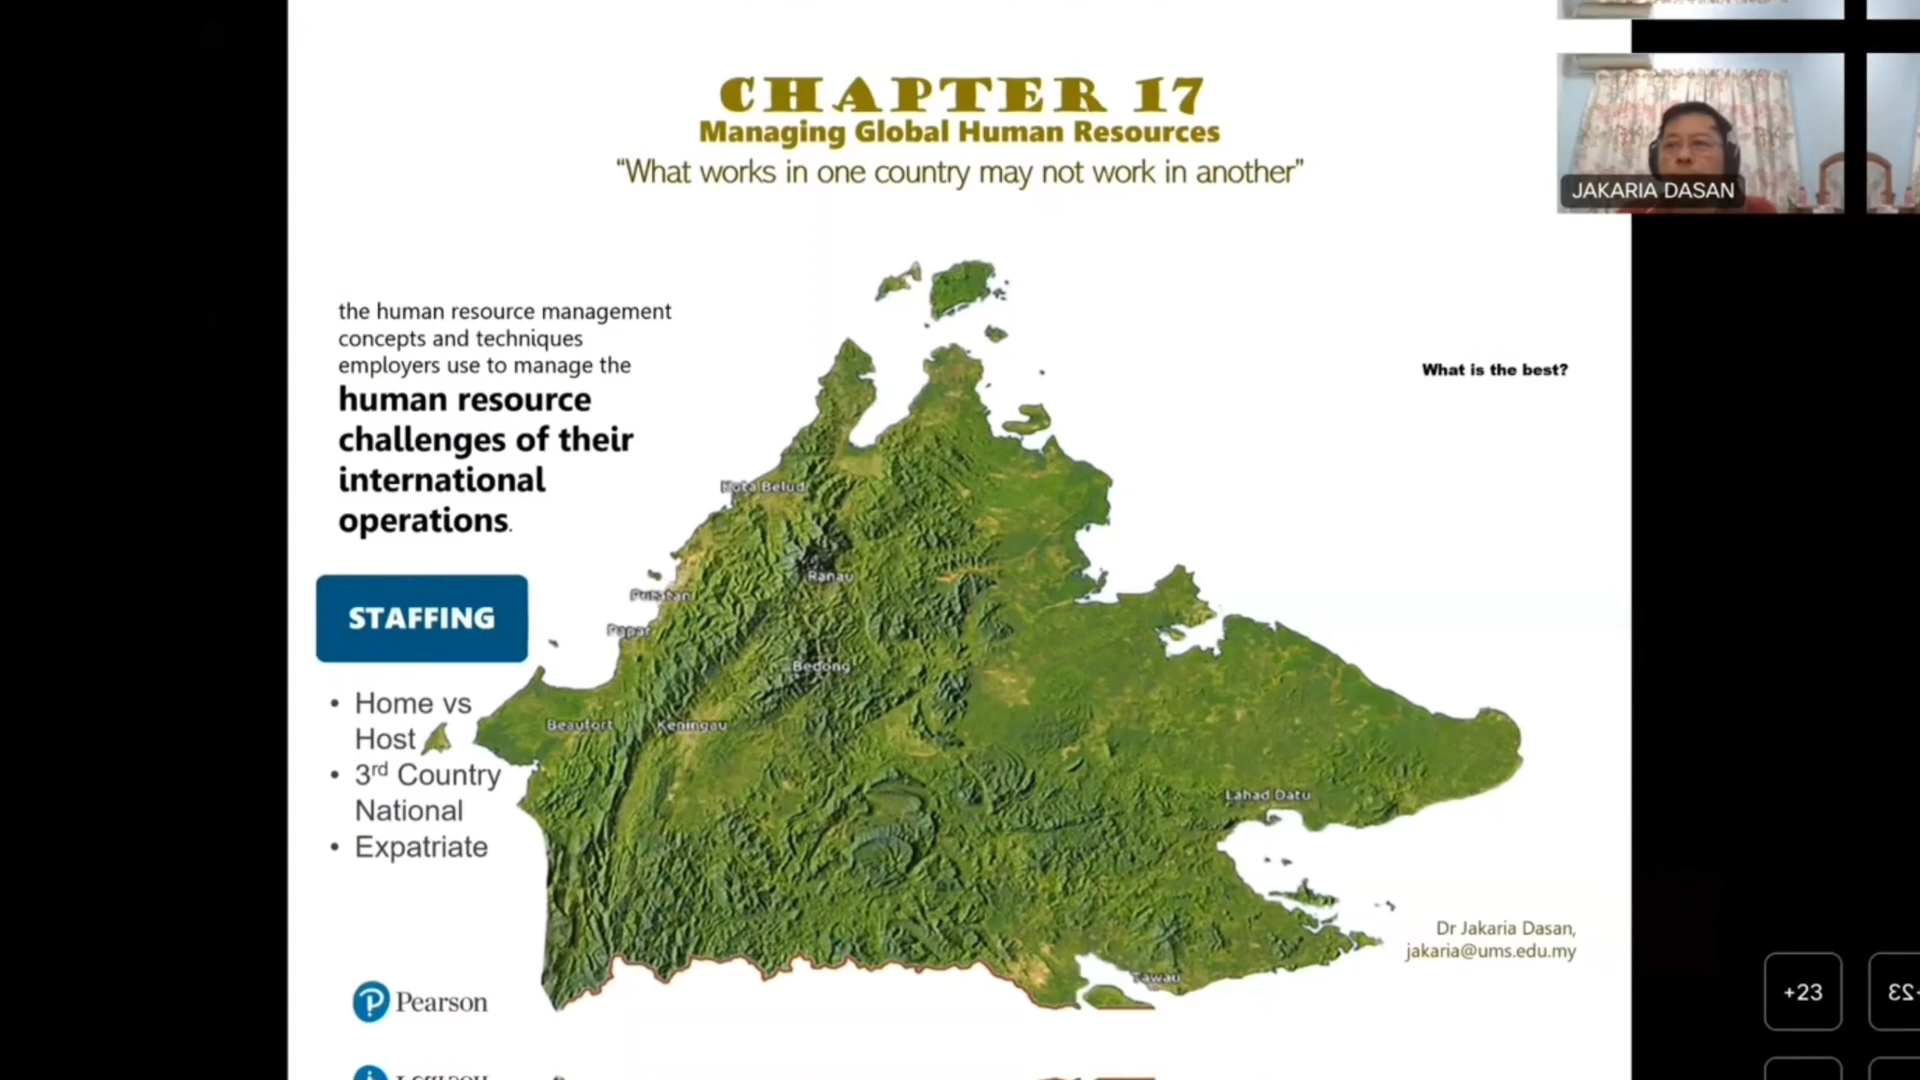 CHAPTER 17
Managing Global Human Resources
“What works in one country may not work in another”
JAKARIA DASAN
the human resource management
concepts and techniques
employers use to manage the
human resource
challenges of their
international
operations.
What is the best?
STAFFING
• Home vs
Host
• 3rd Country
National
• Expatriate
Kota Belud
Ranau
Putatan
Papar
Bedong
Beaufort
Keningau
Lahad Datu
Tawau
Dr Jakaria Dasan,
jakaria@ums.edu.my
Pearson
+23